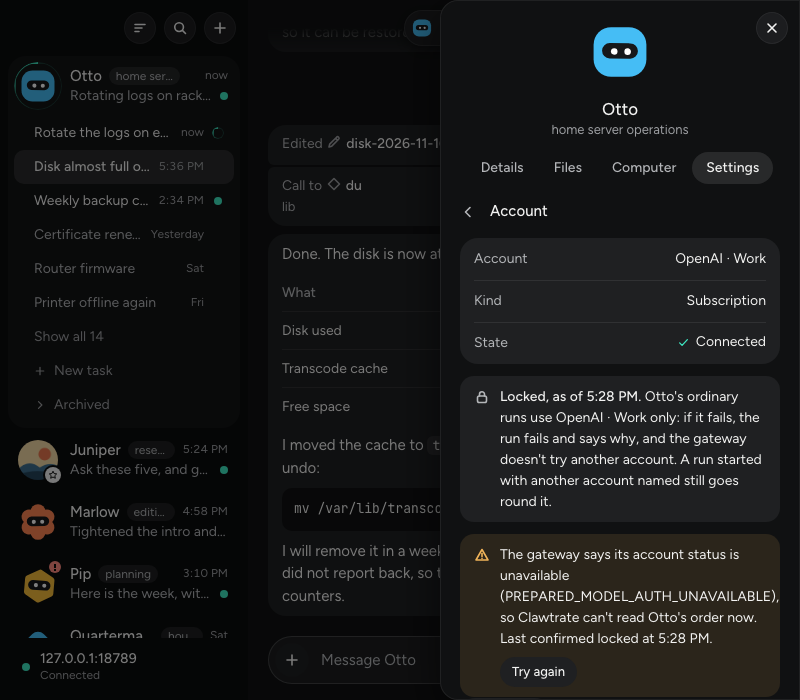 Otto
home ser...
now
Rotating logs on rack...
Rotate the logs on e...
now
Disk almost full o...
5:36 PM
Weekly backup c...
2:34 PM
Certificate rene...
Yesterday
Router firmware
Sat
Printer offline again
Fri
Show all 14
New task
Archived
Juniper
rese...
5:24 PM
Ask these five, and g...
Marlow
editi...
4:58 PM
Tightened the intro and...
Pip
planning
3:10 PM
Here is the week, wit...
Quarterma
hou...
Sat
127.0.0.1:18789
Connected
so it can be restore
Edited
disk-2026-11-1
Call to
du
lib
Done. The disk is now at
What
Disk used
Transcode cache
Free space
I moved the cache to
undo:
mv /var/lib/transco
I will remove it in a week
did not report back, so t
counters.
Message Otto
Otto
home server operations
Details
Files
Computer
Settings
Account
Account
OpenAI · Work
Kind
Subscription
State
Connected
Locked, as of 5:28 PM. Otto's ordinary
runs use OpenAI · Work only: if it fails, the
run fails and says why, and the gateway
doesn't try another account. A run started
with another account named still goes
round it.
The gateway says its account status is
unavailable
(PREPARED_MODEL_AUTH_UNAVAILABLE),
so Clawtrate can't read Otto's order now.
Last confirmed locked at 5:28 PM.
Try again